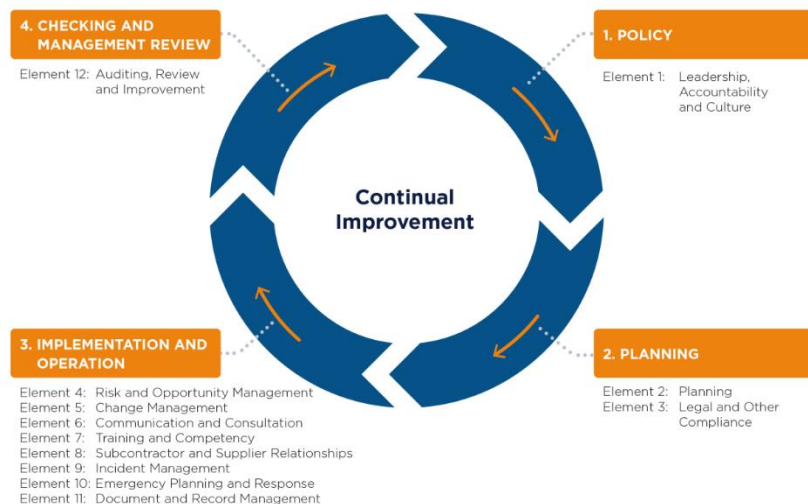 4. CHECKING AND
MANAGEMENT REVIEW
Element 12: Auditing, Review
and Improvement
1. POLICY
Element 1: Leadership,
Accountability
and Culture
Continual
Improvement
3. IMPLEMENTATION AND
OPERATION
Element 4: Risk and Opportunity Management
Element 5: Change Management
Element 6: Communication and Consultation
Element 7: Training and Competency
Element 8: Subcontractor and Supplier Relationships
Element 9: Incident Management
Element 10: Emergency Planning and Response
Element 11: Document and Record Management
2. PLANNING
Element 2: Planning
Element 3: Legal and Other
Compliance